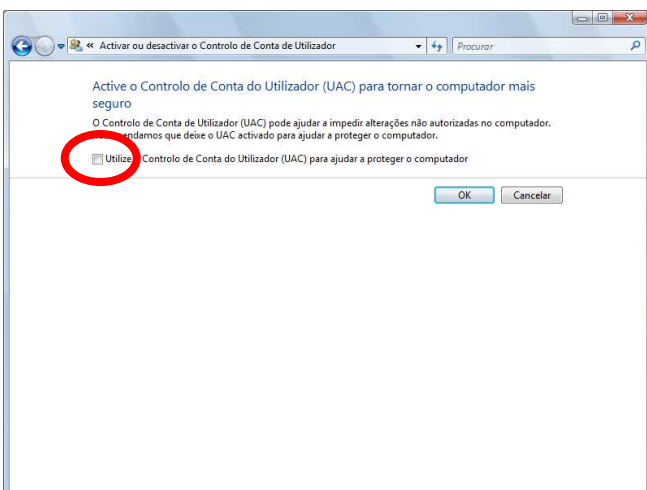 « Activar ou desactivar o Controlo de Conta de Utilizador
Procurar
Active o Controlo de Conta do Utilizador (UAC) para tornar o computador mais
seguro
O Controlo de Conta de Utilizador (UAC) pode ajudar a impedir alterações não autorizadas no computador.
que deixe o UAC activado para ajudar a proteger o computador.
Controlo de Conta do Utilizador (UAC) para ajudar a proteger o computador
OK
Cancelar